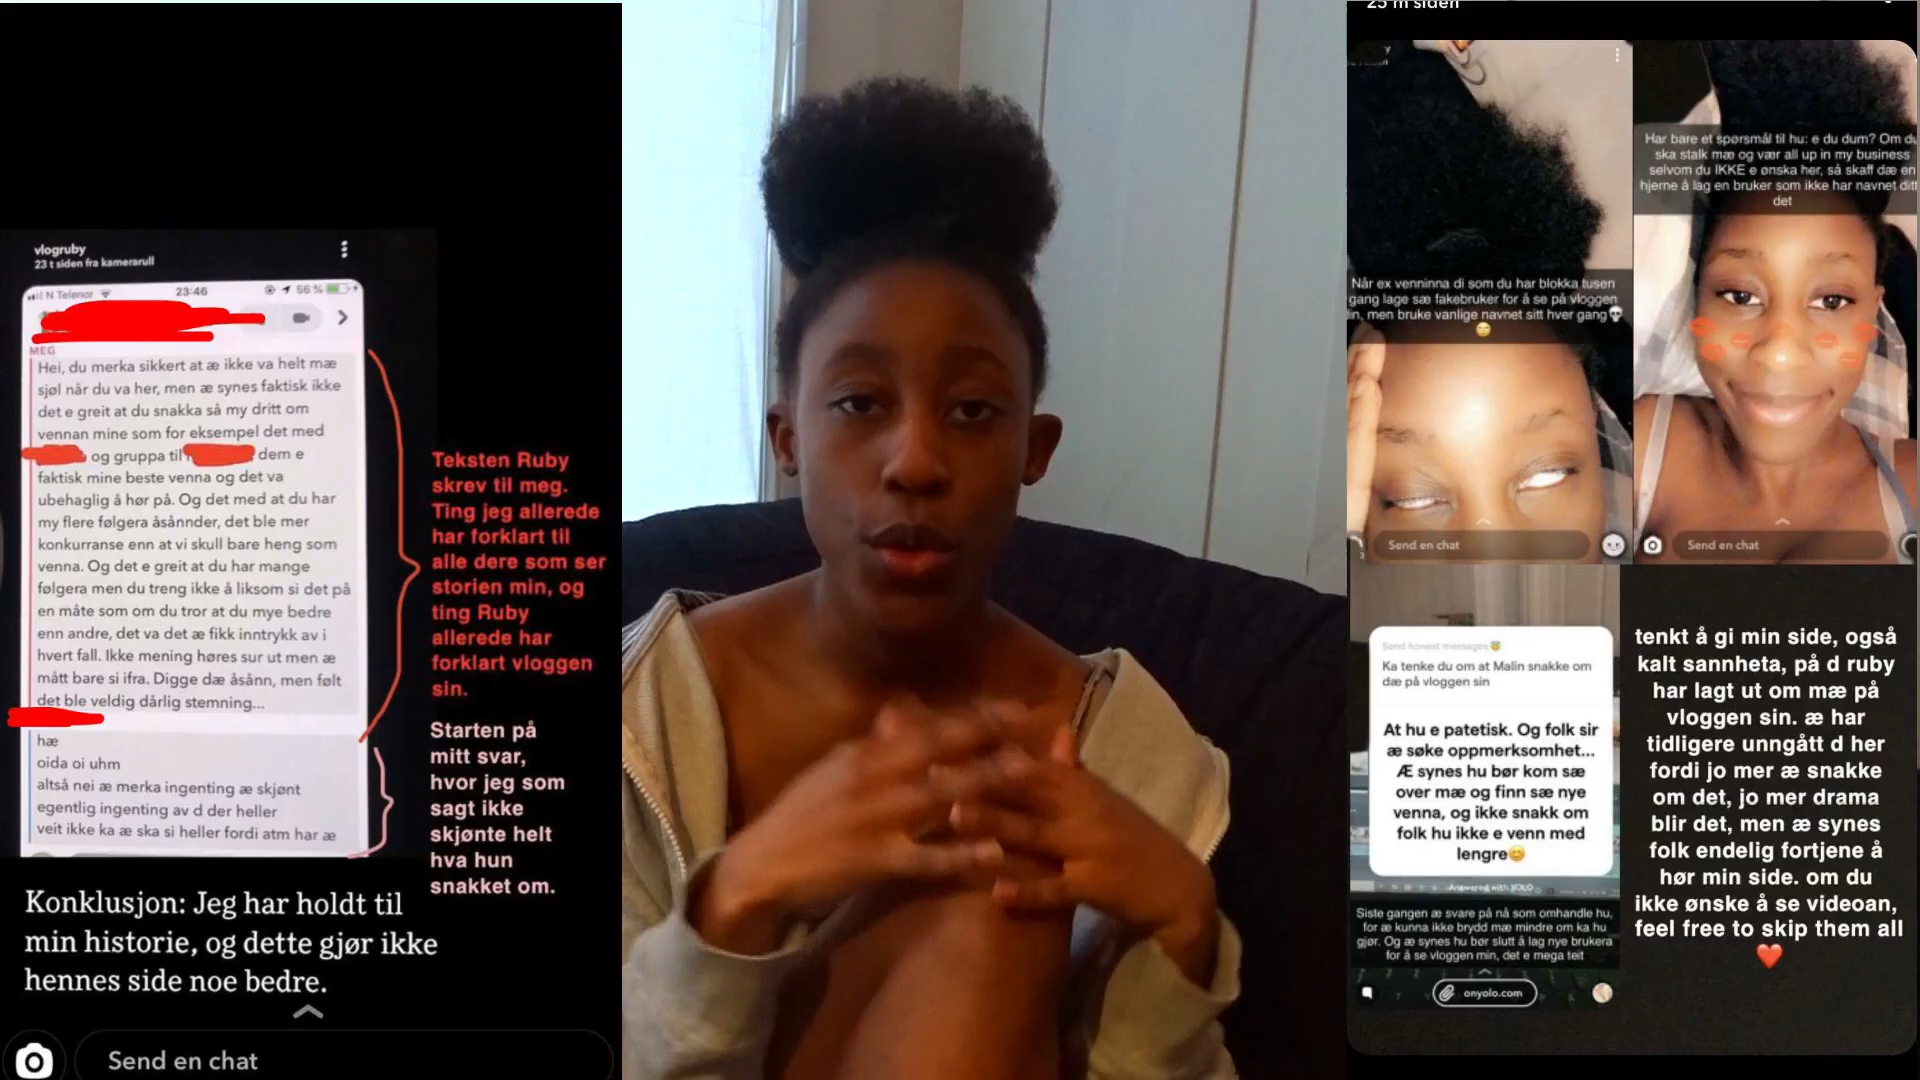 vlogruby
23 t siden fra kamerarull
N Telenor
23:46
56 %
MEG
Hei, du merka sikkert at æ ikke va helt mæ
sjøl når du va her, men æ synes faktisk ikke
det e greit at du snakka så my dritt om
vennan mine som for eksempel det med
og gruppa til
dem e
faktisk mine beste venna og det va
ubehaglig å hør på. Og det med at du har
my flere følgera åsånnder, det ble mer
konkurranse enn at vi skull bare heng som
venna. Og det e greit at du har mange
følgera men du treng ikke å liksom si det på
en måte som om du tror at du mye bedre
enn andre, det va det æ fikk inntrykk av i
hvert fall. Ikke mening høres sur ut men æ
mått bare si ifra. Digge dæ åsånn, men følt
det ble veldig dårlig stemning...
hæ
oida oi uhm
altså nei æ merka ingenting æ skjønt
egentlig ingenting av d der heller
veit ikke ka æ ska si heller fordi atm har æ
Teksten Ruby
skrev til meg.
Ting jeg allerede
har forklart til
alle dere som ser
storien min, og
ting Ruby
allerede har
forklart vloggen
sin.
Starten på
mitt svar,
hvor jeg som
sagt ikke
skjønte helt
hva hun
snakket om.
Konklusjon: Jeg har holdt til
min historie, og dette gjør ikke
hennes side noe bedre.
Send en chat
25 m siden
Når ex venninna di som du har blokka tusen
gang lage sæ fakebruker for å se på vloggen
in, men bruke vanlige navnet sitt hver gang💀
🙄
Send en chat
Har bare et spørsmål til hu: e du dum? Om du
ska stalk mæ og vær all up in my business
selvom du IKKE e ønska her, så skaff dæ en
hjerne å lag en bruker som ikke har navnet ditt
det
Send en chat
Send honest messages 😇
Ka tenke du om at Malin snakke om
dæ på vloggen sin
At hu e patetisk. Og folk sir
æ søke oppmerksomhet...
Æ synes hu bør kom sæ
over mæ og finn sæ nye
venna, og ikke snakk om
folk hu ikke e venn med
lengre😊
Answered with YOLO
Siste gangen æ svare på nå som omhandle hu,
for æ kunna ikke brydd mæ mindre om ka hu
gjør. Og æ synes hu bør slutt å lag nye brukera
for å se vloggen min, det e mega teit
onyolo.com
tenkt å gi min side, også
kalt sannheta, på d ruby
har lagt ut om mæ på
vloggen sin. æ har
tidligere unngått d her
fordi jo mer æ snakke
om det, jo mer drama
blir det, men æ synes
folk endelig fortjene å
hør min side. om du
ikke ønske å se videoan,
feel free to skip them all
❤️